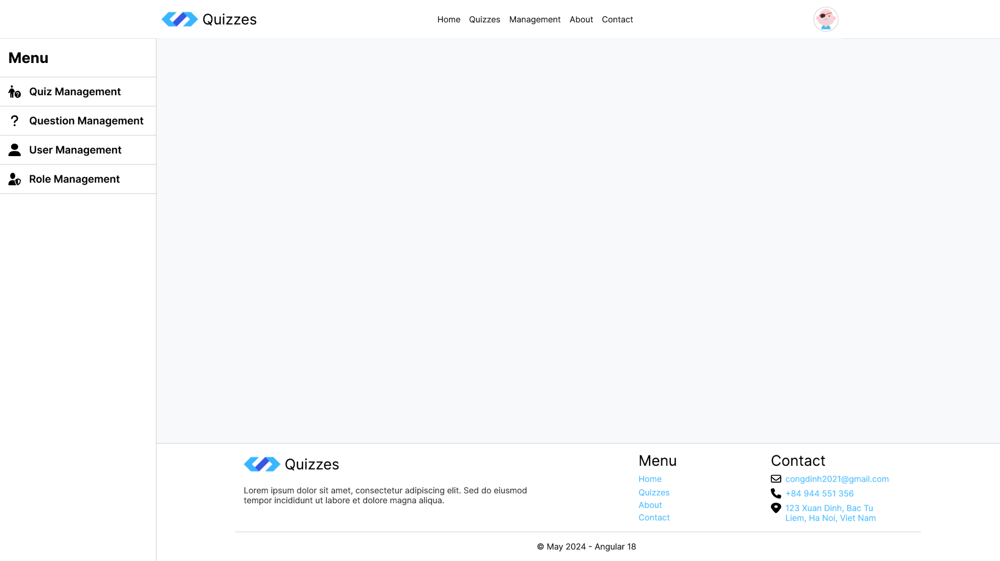 Quizzes
Home Quizzes Management About Contact
Menu
Quiz Management
Question Management
User Management
Role Management
Quizzes
Lorem ipsum dolor sit amet, consectetur adipiscing elit. Sed do eiusmod
tempor incididunt ut labore et dolore magna aliqua.
Menu
Home
Quizzes
About
Contact
Contact
congdinh2021@gmail.com
+84 944 551 356
123 Xuan Dinh, Bac Tu
Liem, Ha Noi, Viet Nam
© May 2024 - Angular 18